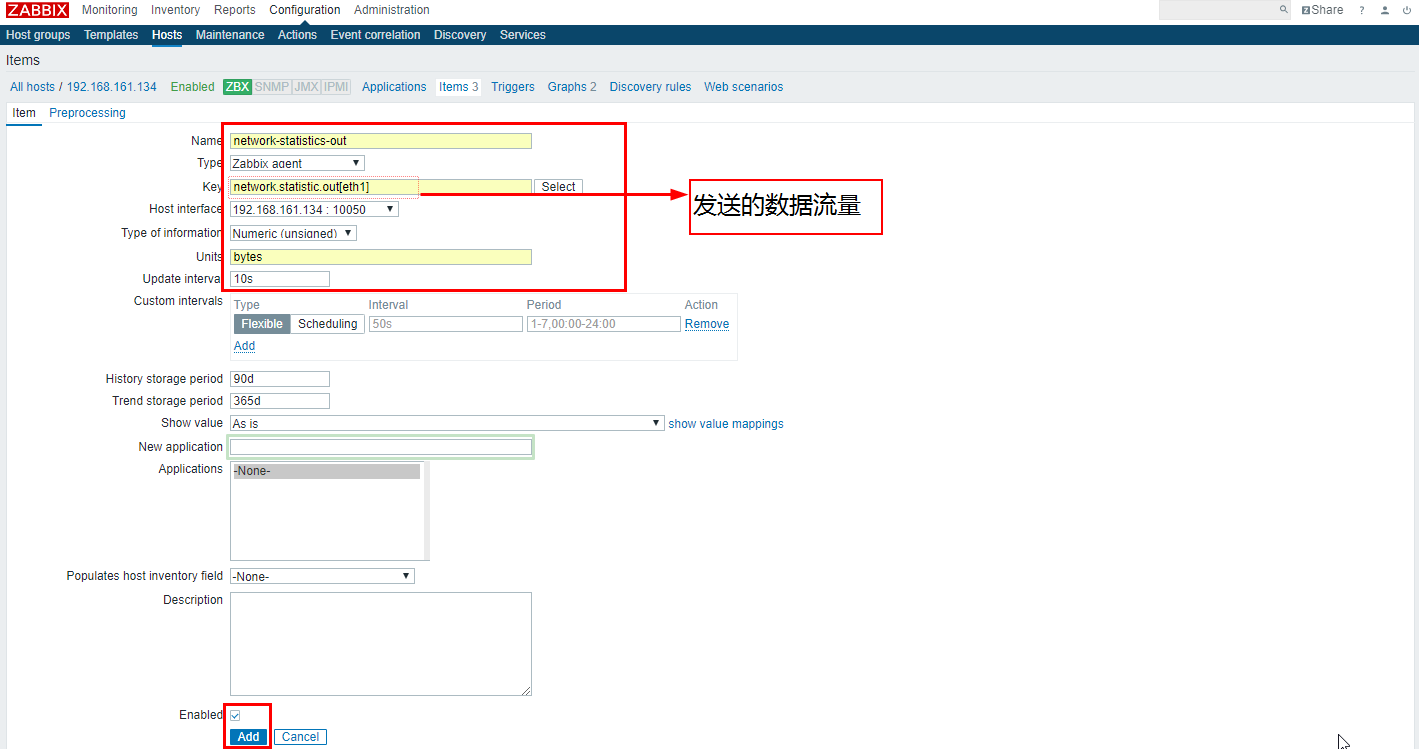 ZABBIX Monitoring Inventory Reports Configuration Administration Z Share ?
Host groups Templates Hosts Maintenance Actions Event correlation Discovery Services
Items
All hosts / 192.168.161.134 Enabled ZBX SNMP JMX IPMI Applications Items 3 Triggers Graphs 2 Discovery rules Web scenarios
Item Preprocessing
Name network-statistics-out
Type Zabbix agent
Key network.statistic.out[eth1] Select
发送的数据流量
Host interface 192.168.161.134 : 10050
Type of information Numeric (unsigned)
Units bytes
Update interval 10s
Custom intervals Type Interval Period Action
Flexible Scheduling 50s 1-7,00:00-24:00 Remove
Add
History storage period 90d
Trend storage period 365d
Show value As is show value mappings
New application
Applications -None-
Populates host inventory field -None-
Description
Enabled
Add Cancel